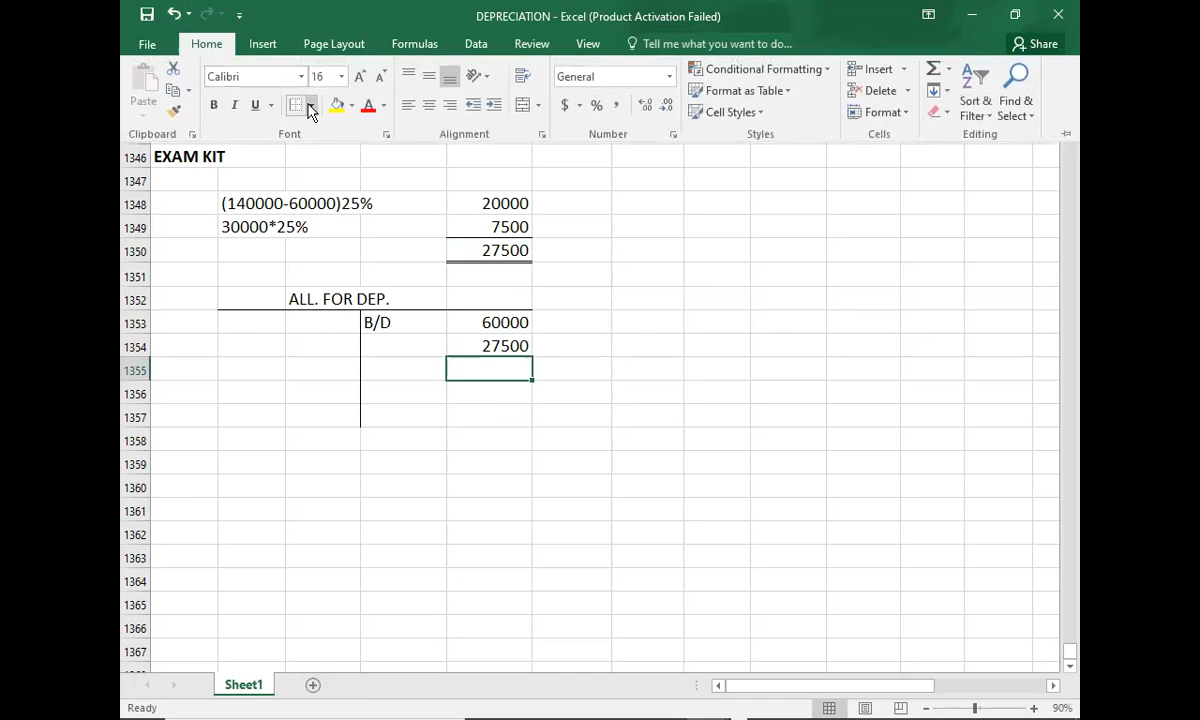 DEPRECIATION - Excel (Product Activation Failed)
File Home Insert Page Layout Formulas Data Review View Tell me what you want to do... Share
Paste Calibri 16 General Conditional Formatting Insert
B I U $ % Format as Table Delete Sort & Find &
Cell Styles Format Filter Select
Clipboard Font Alignment Number Styles Cells Editing
1346 EXAM KIT
1347
1348 (140000-60000)25% 20000
1349 30000*25% 7500
1350 27500
1351
1352 ALL. FOR DEP.
1353 B/D 60000
1354 27500
1355
1356
1357
1358
1359
1360
1361
1362
1363
1364
1365
1366
1367
Sheet1
Ready 90%